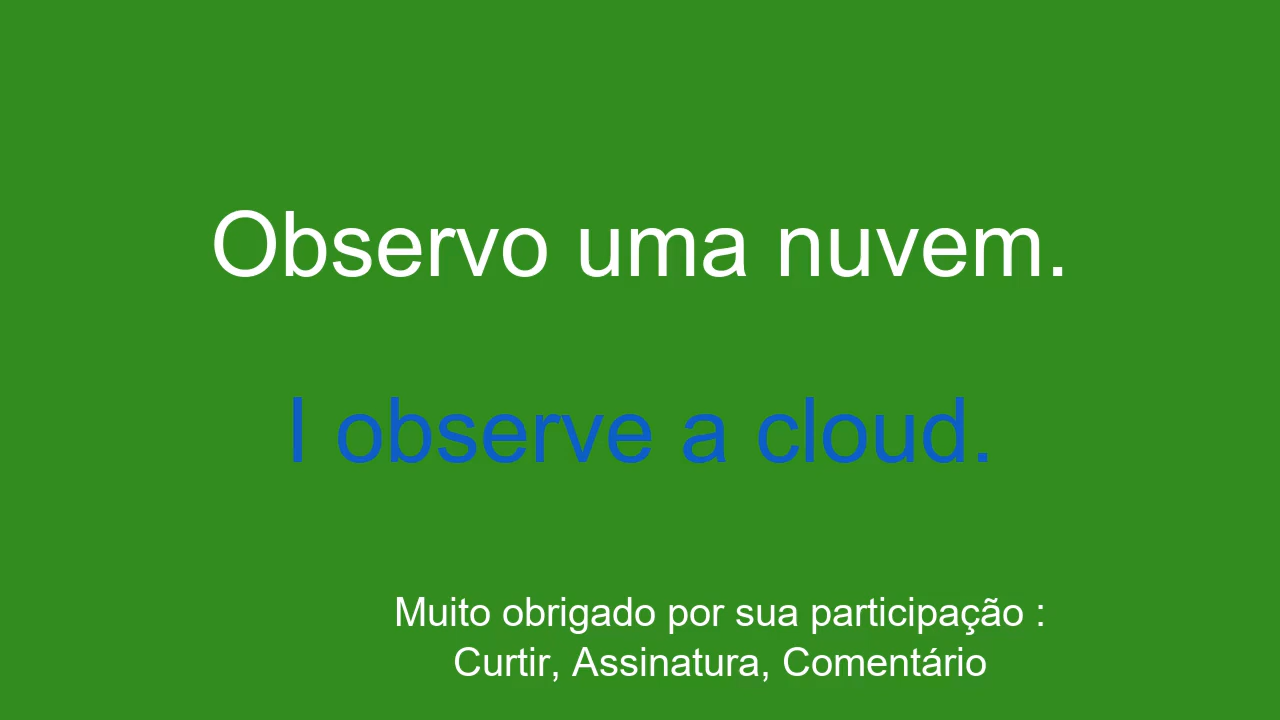 Observo uma nuvem.
I observe a cloud.
Muito obrigado por sua participação :
Curtir, Assinatura, Comentário